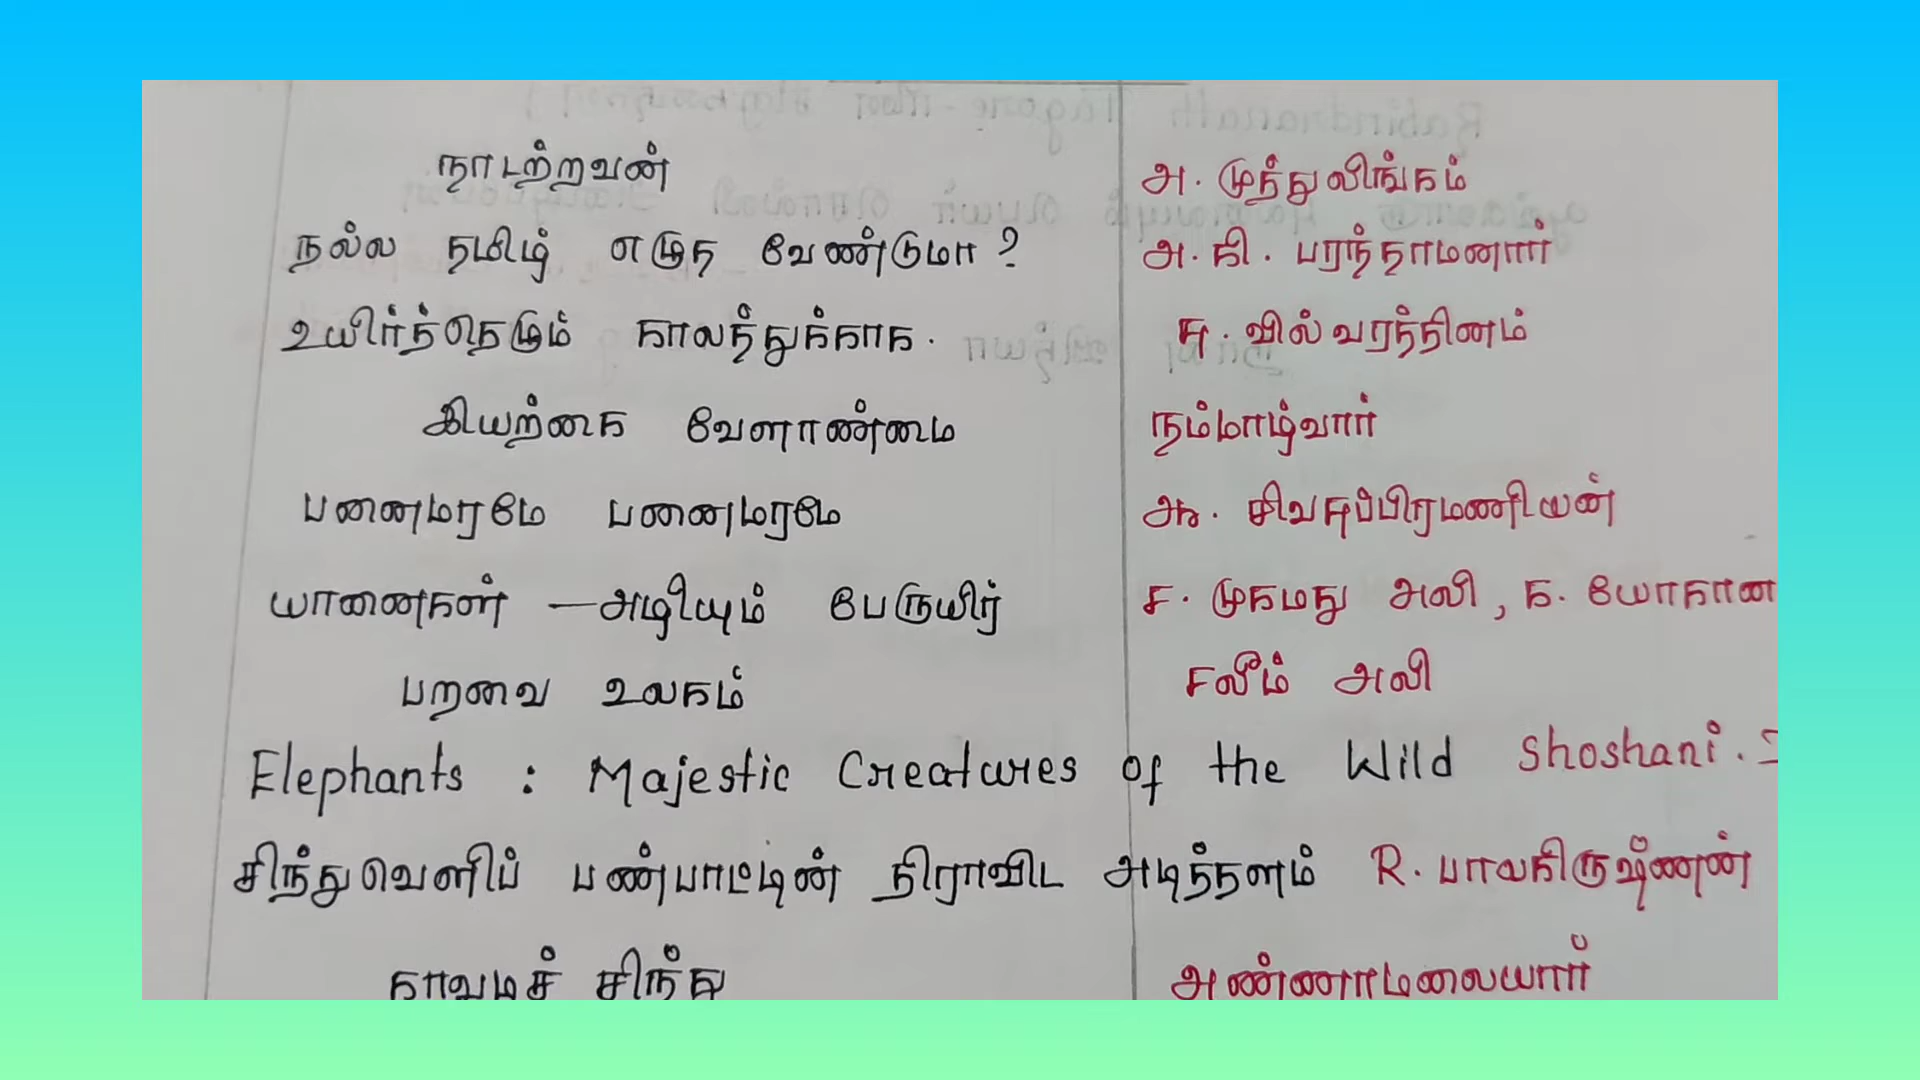 நாடற்றவன் அ. முத்துலிங்கம்
நல்ல தமிழ் எழுத வேண்டுமா? அ. கி. பரந்தாமனார்
உயிர்த்தெழும் காலத்துக்காக. சு. வில்வரத்தினம்
இயற்கை வேளாண்மை நம்மாழ்வார்
பனைமரமே பனைமரமே ஆ. சிவசுப்பிரமணியன்
யானைகள் — அழியும் பேருயிர் ச. முகமது அலி, க. யோகான
பறவை உலகம் சலீம் அலி
Elephants : Majestic Creatures of the Wild Shoshani.
சிந்துவெளிப் பண்பாட்டின் திராவிட அடித்தளம் R. பாலகிருஷ்ணன்
காவடிச் சிந்து அண்ணாமலையார்